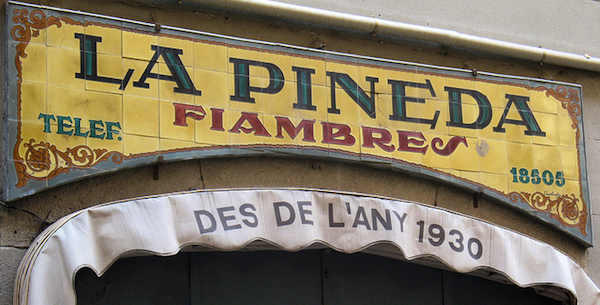 LA PINEDA
FIAMBRES
TELEF. 18505
DES DE L'ANY 1930